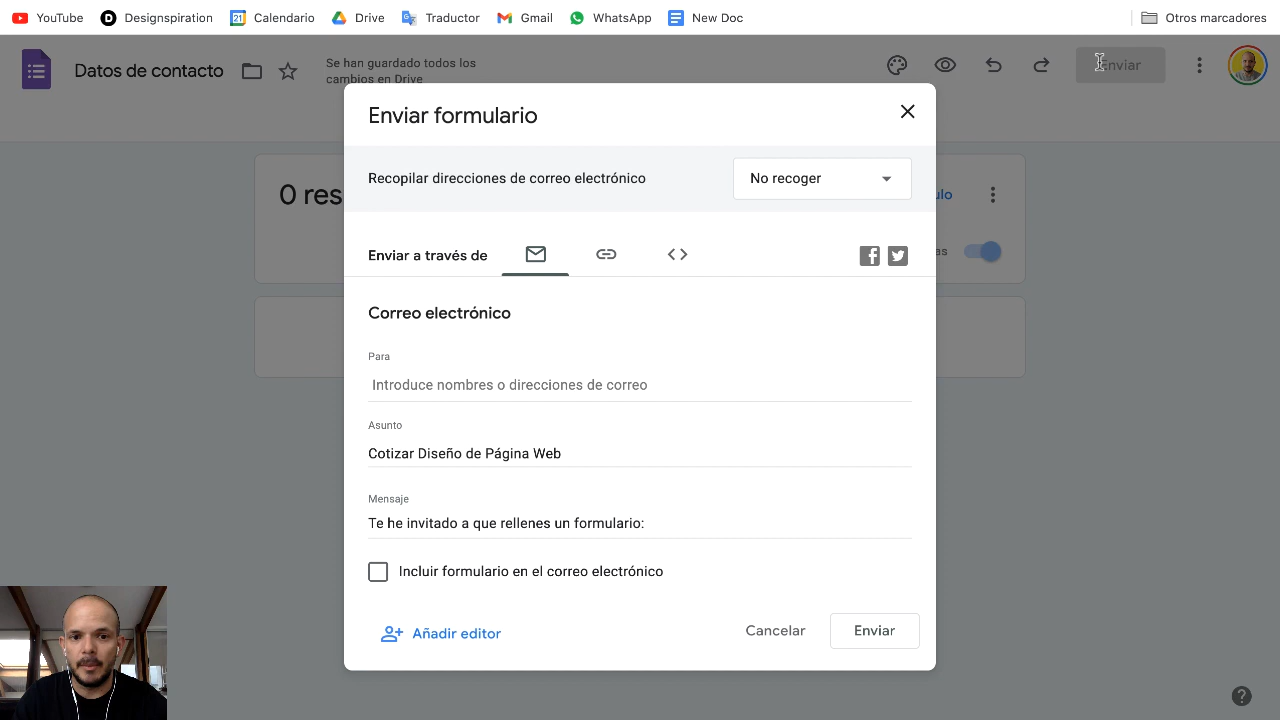 YouTube Designspiration Calendario Drive Traductor Gmail WhatsApp New Doc Otros marcadores
Datos de contacto
Se han guardado todos los
cambios en Drive
Enviar
Enviar formulario
0 res
Recopilar direcciones de correo electrónico
No recoger
ulo
Enviar a través de
as
Correo electrónico
Para
Introduce nombres o direcciones de correo
Asunto
Cotizar Diseño de Página Web
Mensaje
Te he invitado a que rellenes un formulario:
Incluir formulario en el correo electrónico
Añadir editor
Cancelar
Enviar